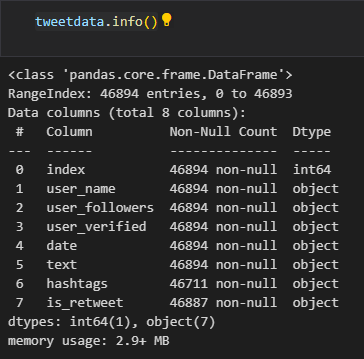 tweetdata.info()
<class 'pandas.core.frame.DataFrame'>
RangeIndex: 46894 entries, 0 to 46893
Data columns (total 8 columns):
 #   Column         Non-Null Count  Dtype
---  ------         --------------  -----
 0   index          46894 non-null  int64
 1   user_name      46894 non-null  object
 2   user_followers 46894 non-null  object
 3   user_verified  46894 non-null  object
 4   date           46894 non-null  object
 5   text           46894 non-null  object
 6   hashtags       46711 non-null  object
 7   is_retweet     46887 non-null  object
dtypes: int64(1), object(7)
memory usage: 2.9+ MB